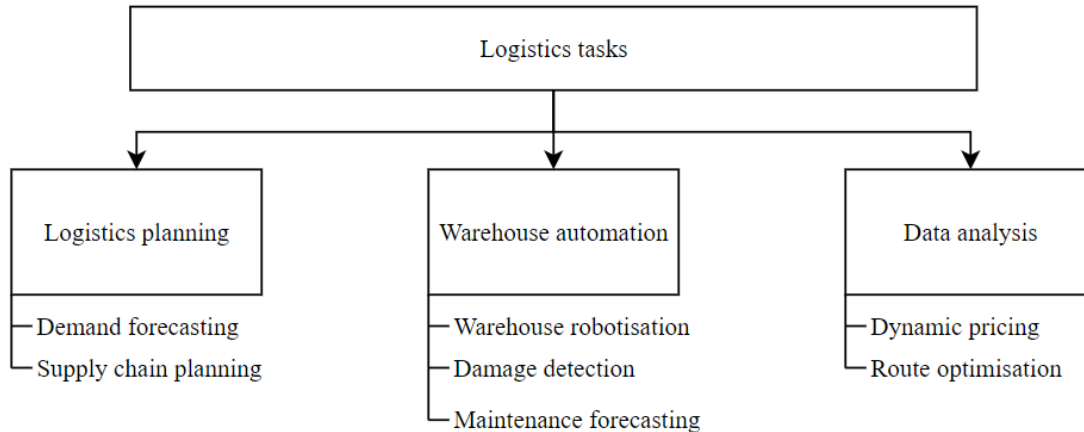 Logistics tasks
Logistics planning
Demand forecasting
Supply chain planning
Warehouse automation
Warehouse robotisation
Damage detection
Maintenance forecasting
Data analysis
Dynamic pricing
Route optimisation